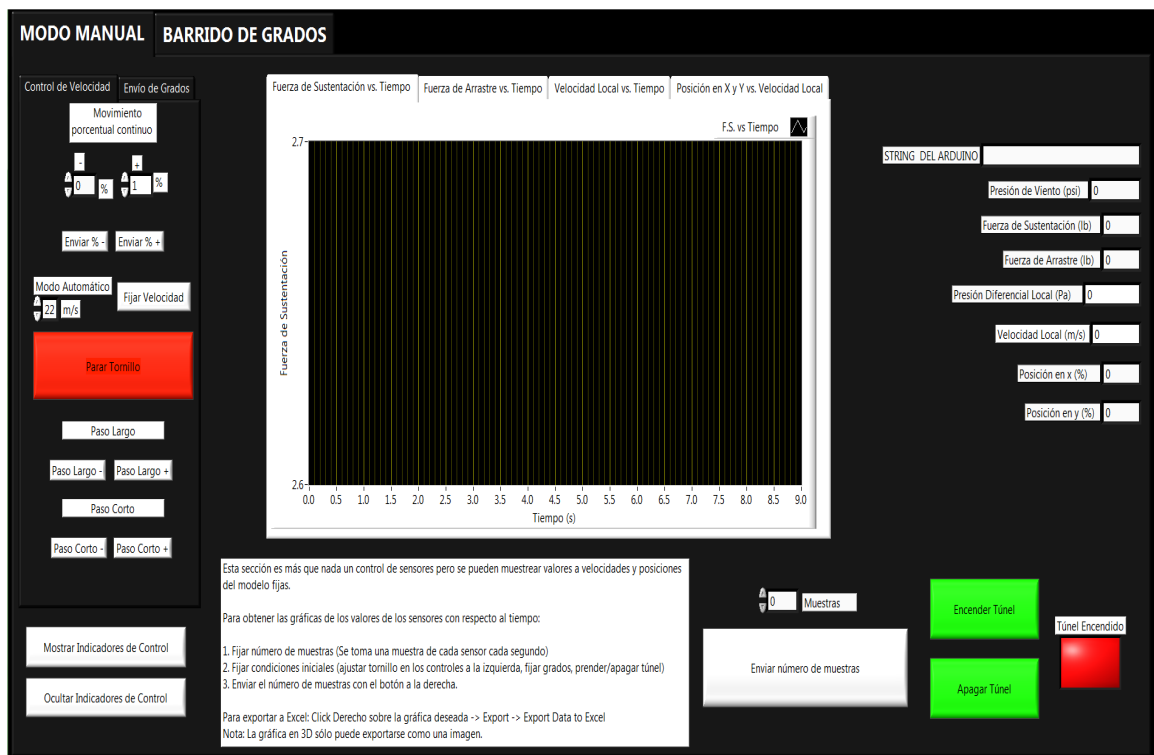 MODO MANUAL
BARRIDO DE GRADOS
Control de Velocidad
Envío de Grados
Movimiento
porcentual continuo
-
+
0
%
1
%
Enviar % -
Enviar % +
Modo Automático
22
m/s
Fijar Velocidad
Parar Tornillo
Paso Largo
Paso Largo -
Paso Largo +
Paso Corto
Paso Corto -
Paso Corto +
Mostrar Indicadores de Control
Ocultar Indicadores de Control
Fuerza de Sustentación vs. Tiempo
Fuerza de Arrastre vs. Tiempo
Velocidad Local vs. Tiempo
Posición en X y Y vs. Velocidad Local
F.S. vs Tiempo
2.7
2.6
Fuerza de Sustentación
0.0 0.5 1.0 1.5 2.0 2.5 3.0 3.5 4.0 4.5 5.0 5.5 6.0 6.5 7.0 7.5 8.0 8.5 9.0
Tiempo (s)
STRING DEL ARDUINO
Presión de Viento (psi) 0
Fuerza de Sustentación (lb) 0
Fuerza de Arrastre (lb) 0
Presión Diferencial Local (Pa) 0
Velocidad Local (m/s) 0
Posición en x (%) 0
Posición en y (%) 0
Esta sección es más que nada un control de sensores pero se pueden muestrear valores a velocidades y posiciones
del modelo fijas.
Para obtener las gráficas de los valores de los sensores con respecto al tiempo:
1. Fijar número de muestras (Se toma una muestra de cada sensor cada segundo)
2. Fijar condiciones iniciales (ajustar tornillo en los controles a la izquierda, fijar grados, prender/apagar túnel)
3. Enviar el número de muestras con el botón a la derecha.
Para exportar a Excel: Click Derecho sobre la gráfica deseada -> Export -> Export Data to Excel
Nota: La gráfica en 3D sólo puede exportarse como una imagen.
0
Muestras
Enviar número de muestras
Encender Túnel
Apagar Túnel
Túnel Encendido